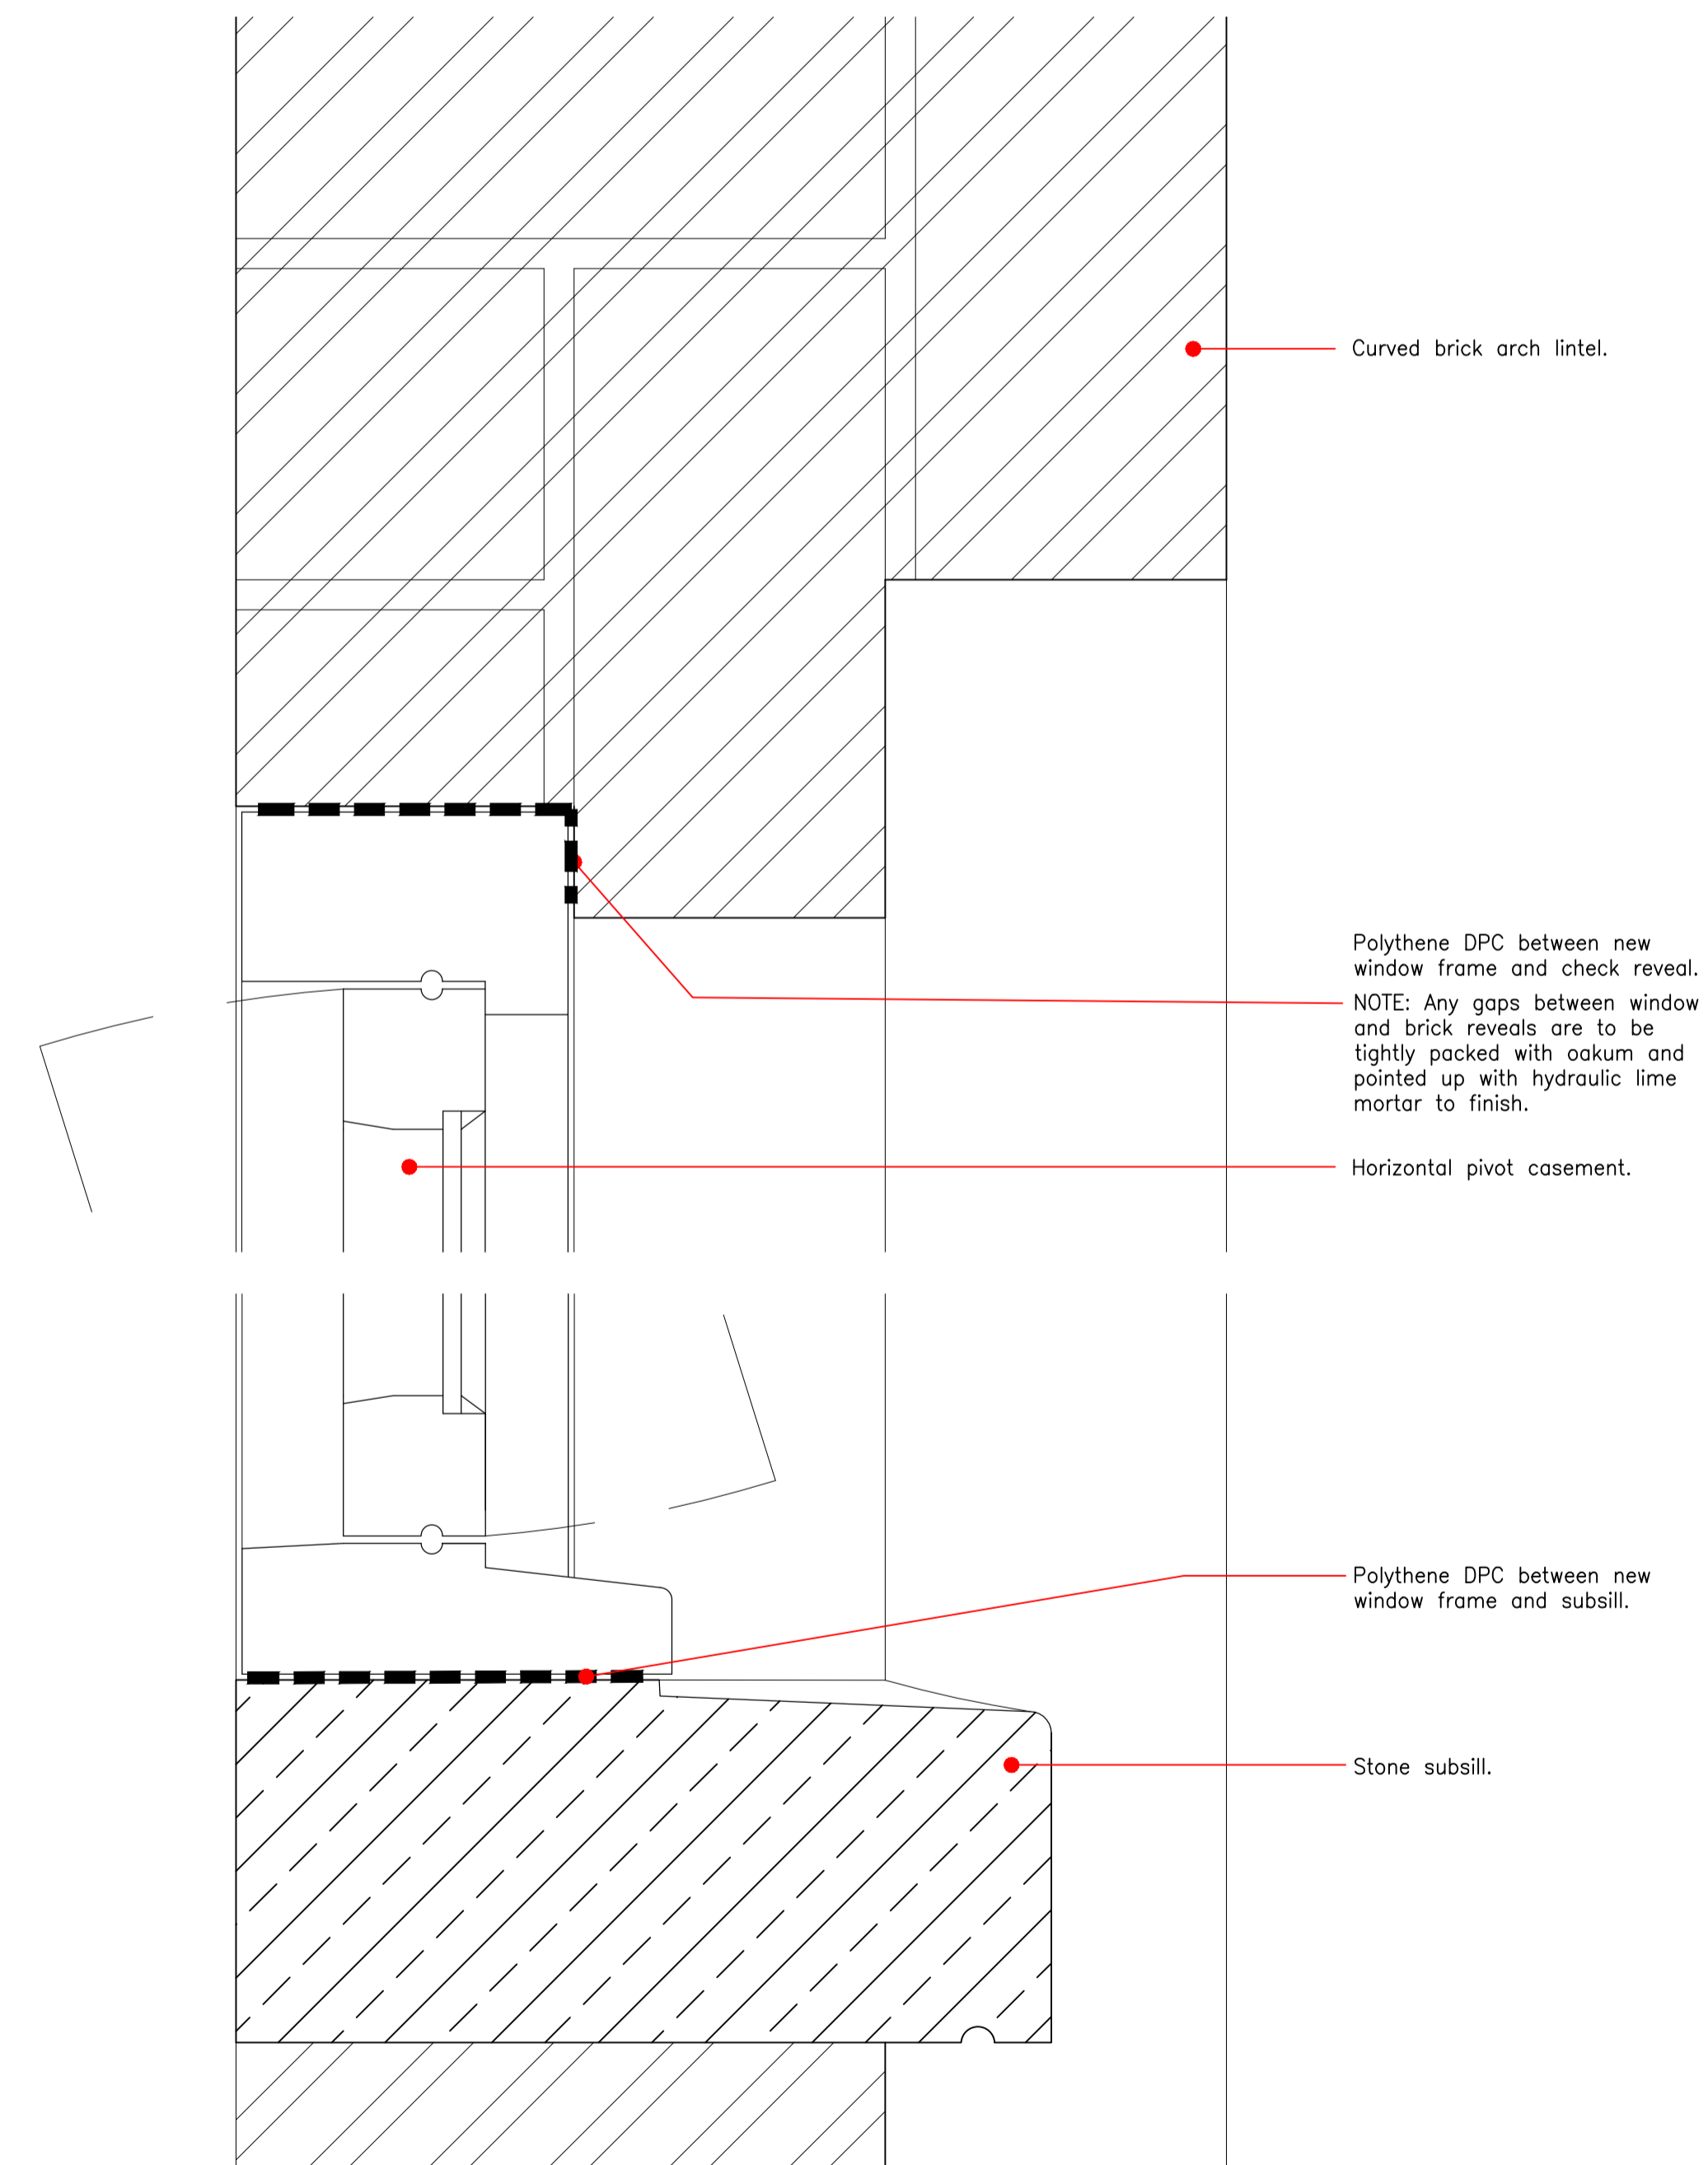 Curved brick arch lintel.
Polythene DPC between new
window frame and check reveal.
NOTE: Any gaps between window
and brick reveals are to be
tightly packed with oakum and
pointed up with hydraulic lime
mortar to finish.
Horizontal pivot casement.
Polythene DPC between new
window frame and subsill.
Stone subsill.